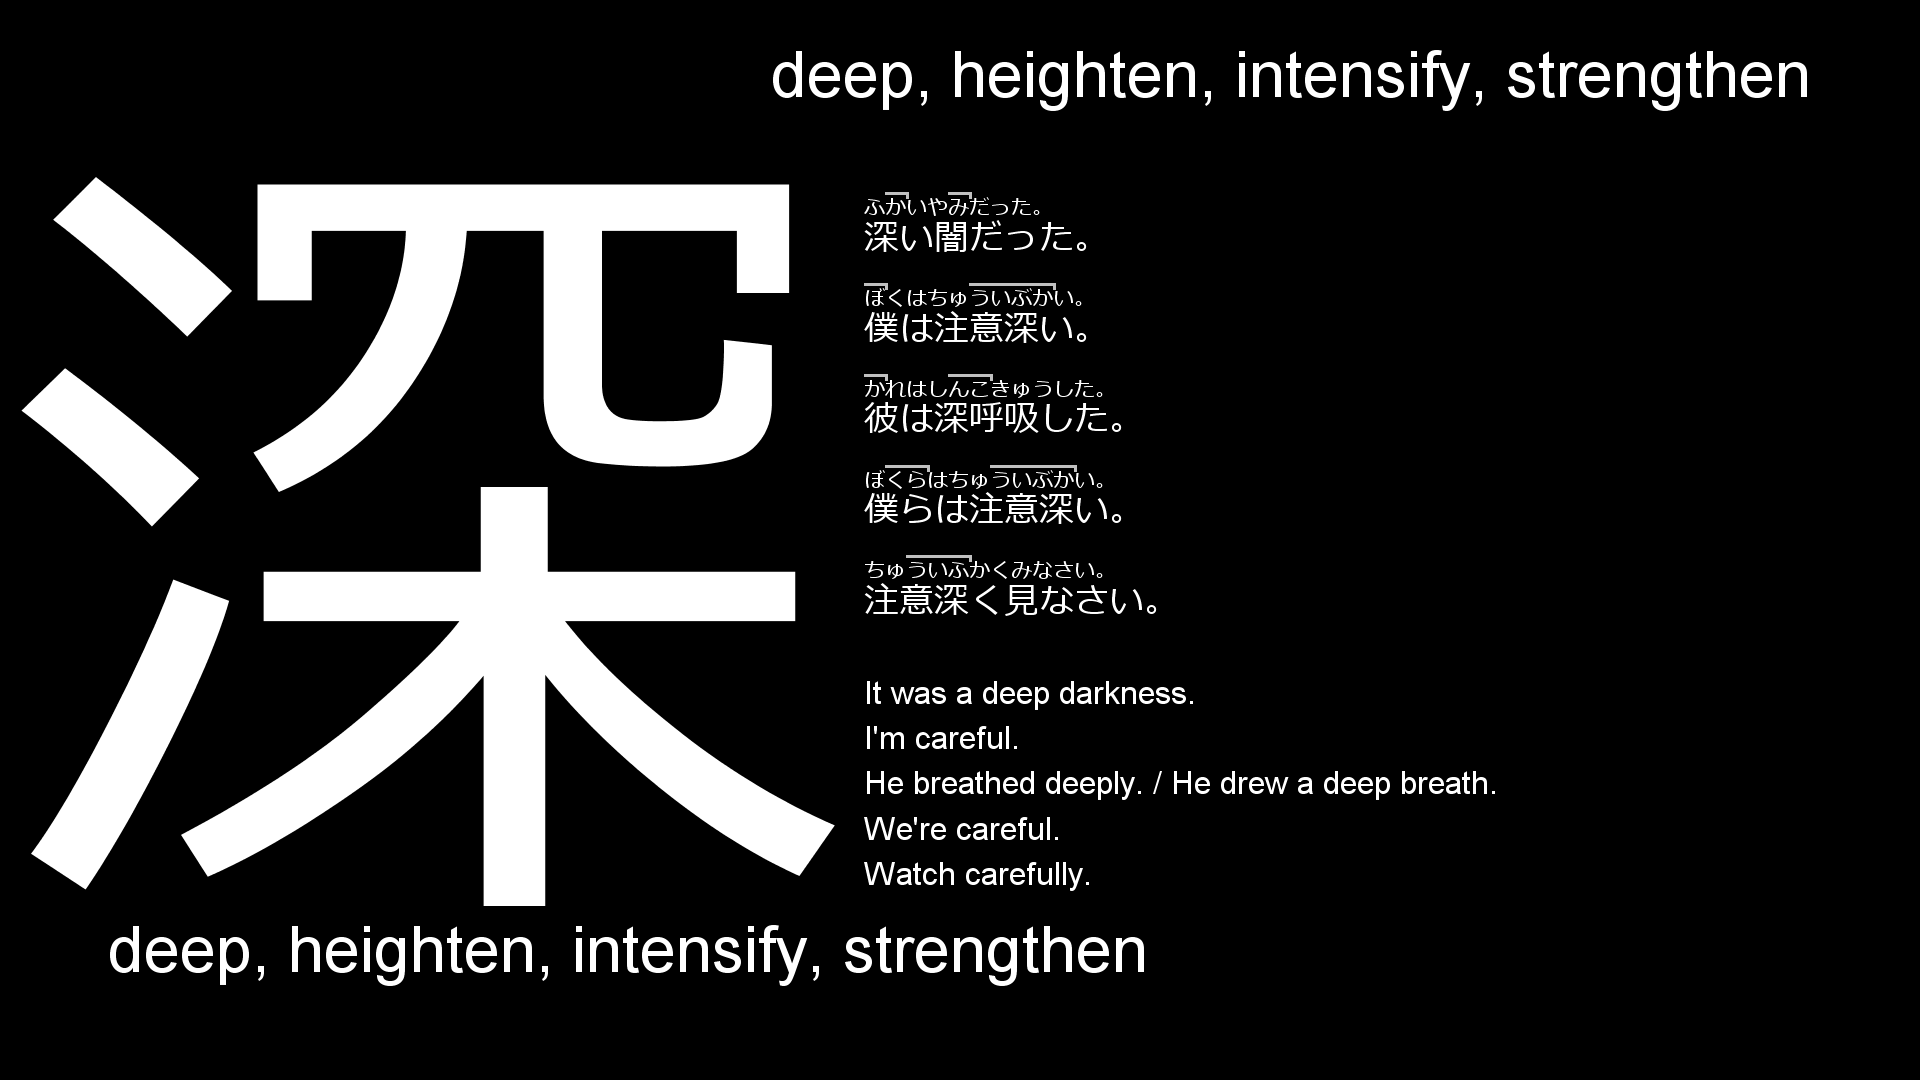 deep, heighten, intensify, strengthen
深
ふかいやみだった。
深い闇だった。
ぼくはちゅういぶかい。
僕は注意深い。
かれはしんこきゅうした。
彼は深呼吸した。
ぼくらはちゅういぶかい。
僕らは注意深い。
ちゅういふかくみなさい。
注意深く見なさい。
It was a deep darkness.
I'm careful.
He breathed deeply. / He drew a deep breath.
We're careful.
Watch carefully.
deep, heighten, intensify, strengthen